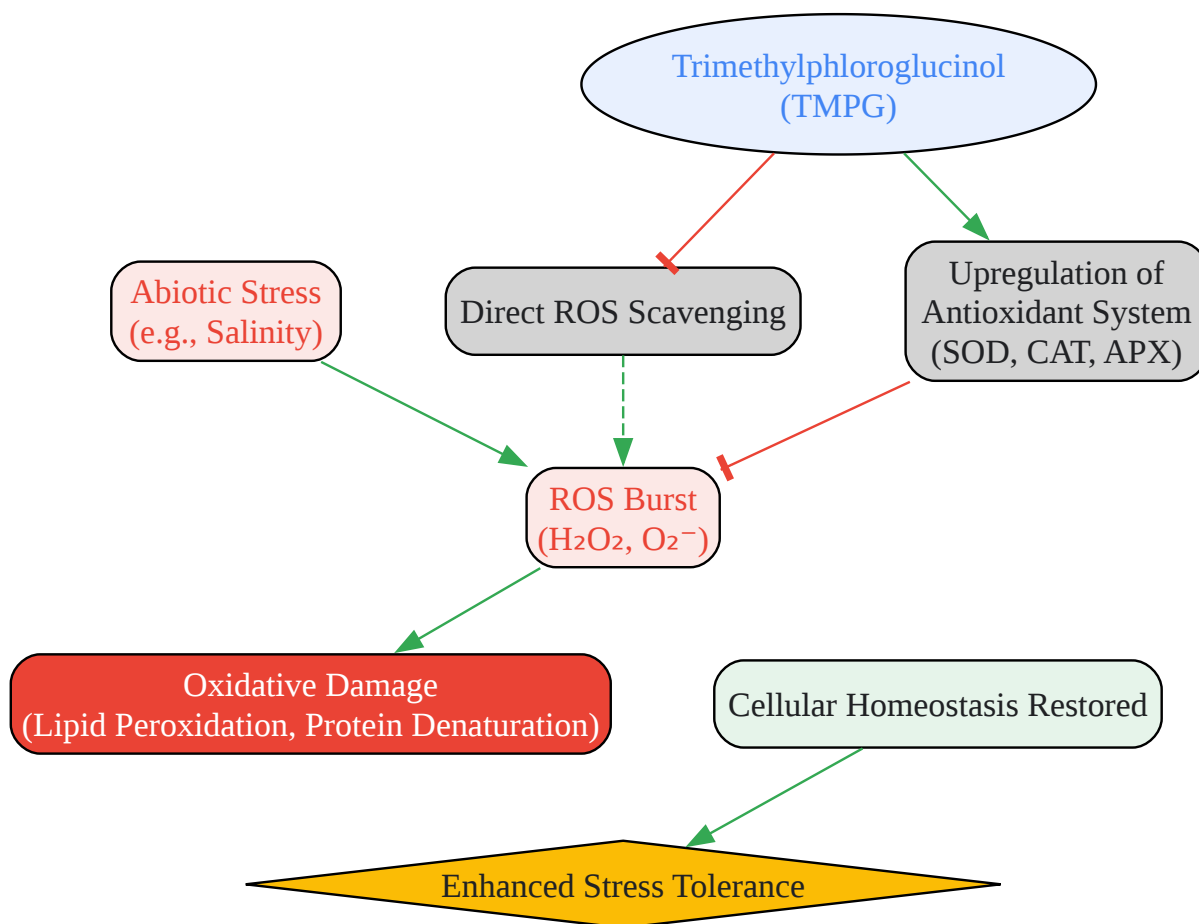 Trimethylphloroglucinol
(TMPG)
Abiotic Stress
(e.g., Salinity)
Direct ROS Scavenging
Upregulation of
Antioxidant System
(SOD, CAT, APX)
ROS Burst
(H₂O₂, O₂⁻)
Oxidative Damage
(Lipid Peroxidation, Protein Denaturation)
Cellular Homeostasis Restored
Enhanced Stress Tolerance